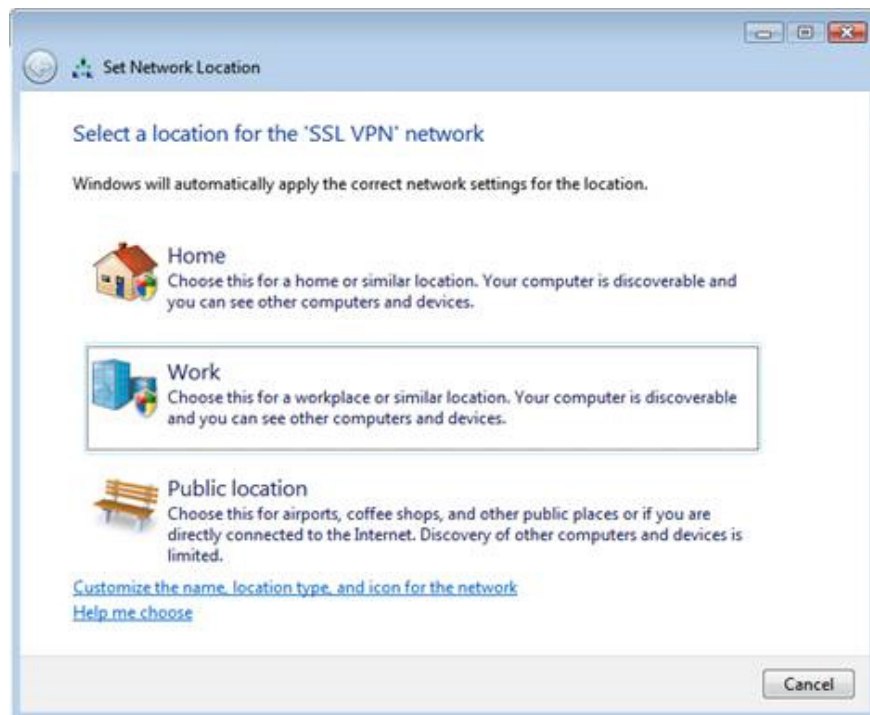 Set Network Location
Select a location for the 'SSL VPN' network
Windows will automatically apply the correct network settings for the location.
Home
Choose this for a home or similar location. Your computer is discoverable and
you can see other computers and devices.
Work
Choose this for a workplace or similar location. Your computer is discoverable
and you can see other computers and devices.
Public location
Choose this for airports, coffee shops, and other public places or if you are
directly connected to the Internet. Discovery of other computers and devices is
limited.
Customize the name, location type, and icon for the network
Help me choose
Cancel